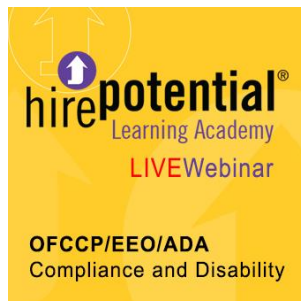 hirepotential®
Learning Academy
LIVEWebinar
OFCCP/EEO/ADA
Compliance and Disability